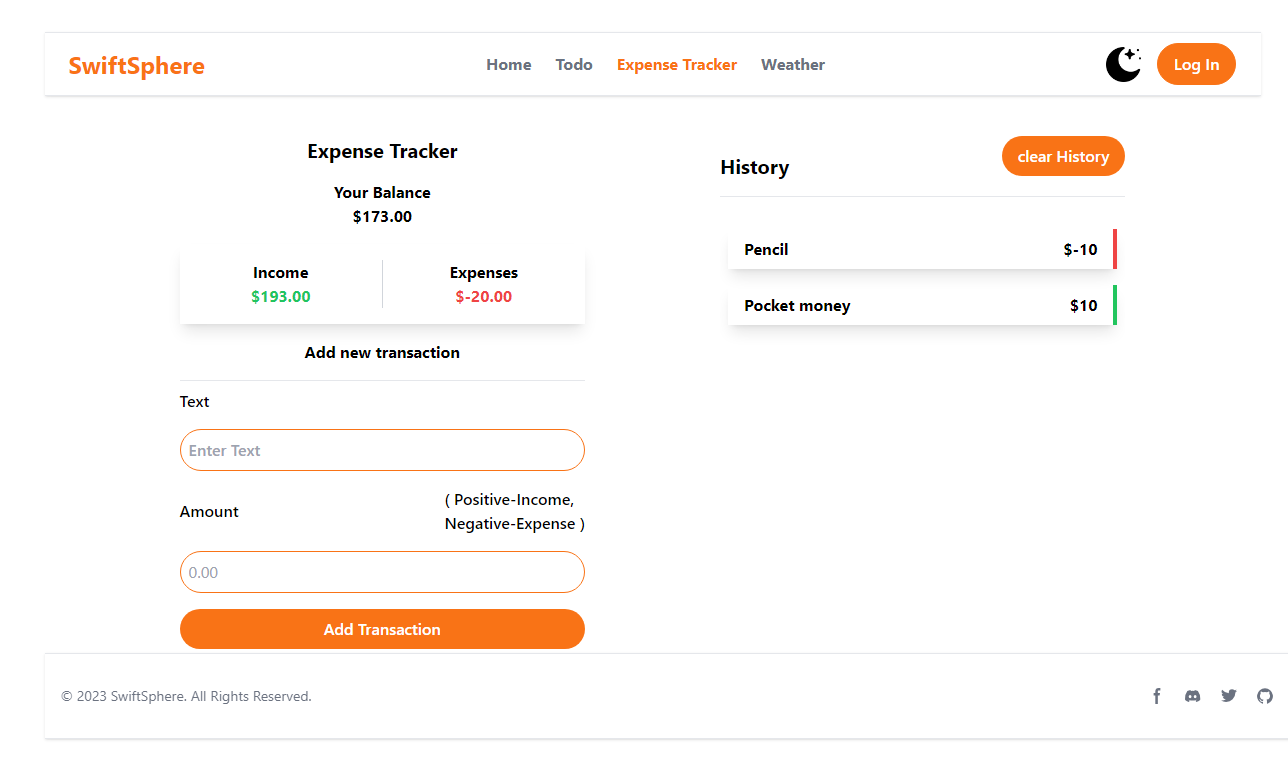 SwiftSphere
Home Todo Expense Tracker Weather
Log In
Expense Tracker
Your Balance
$173.00
Income Expenses
$193.00 $-20.00
Add new transaction
Text
Enter Text
Amount
( Positive-Income,
Negative-Expense )
0.00
Add Transaction
History
clear History
Pencil $-10
Pocket money $10
© 2023 SwiftSphere. All Rights Reserved.